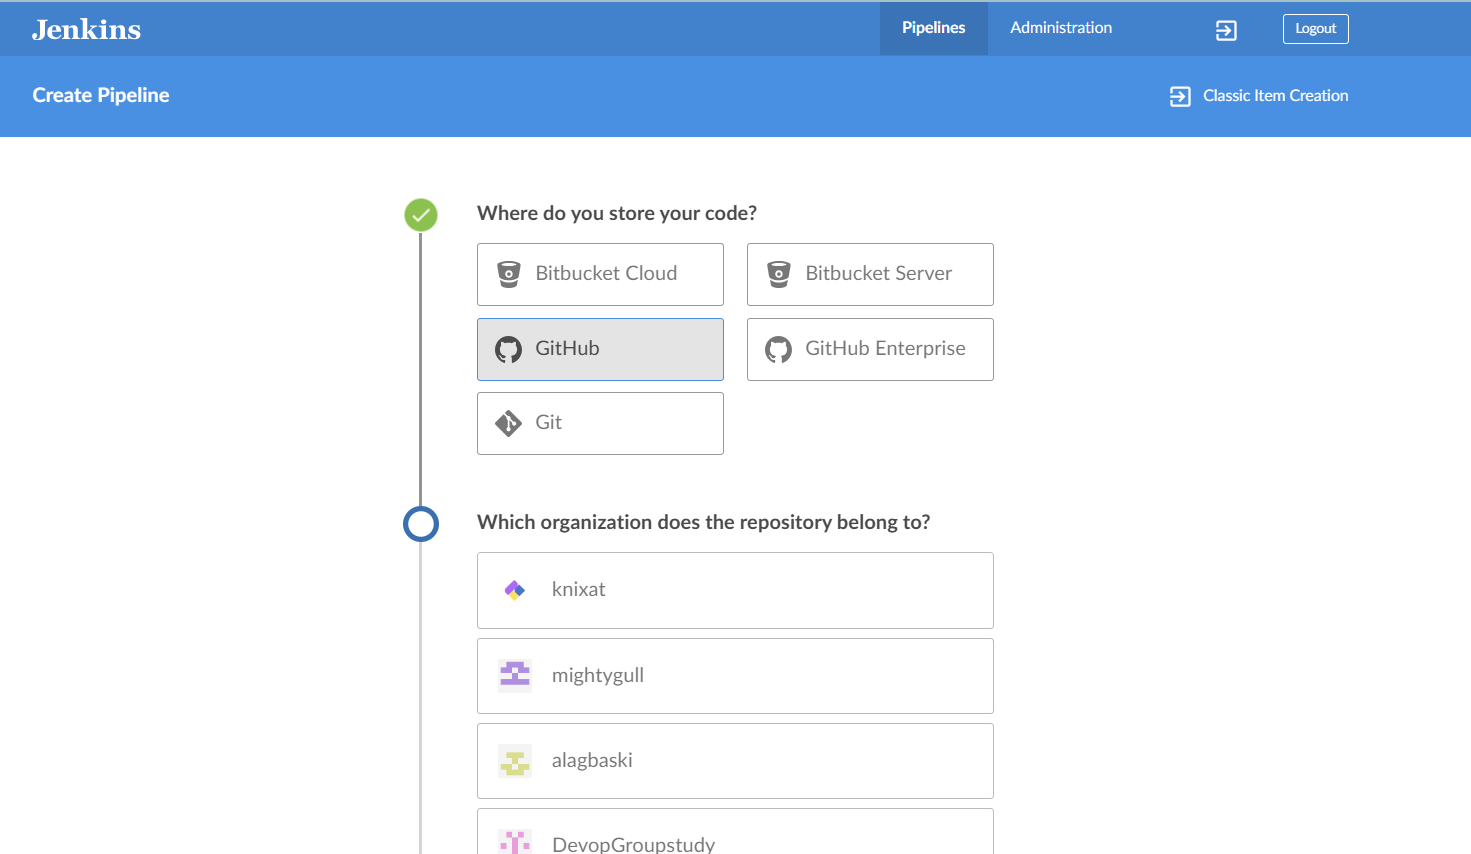 Jenkins
Pipelines
Administration
Logout
Create Pipeline
Classic Item Creation
Where do you store your code?
Bitbucket Cloud
Bitbucket Server
GitHub
GitHub Enterprise
Git
Which organization does the repository belong to?
knixat
mightygull
alagbaski
DevopGroupstudy